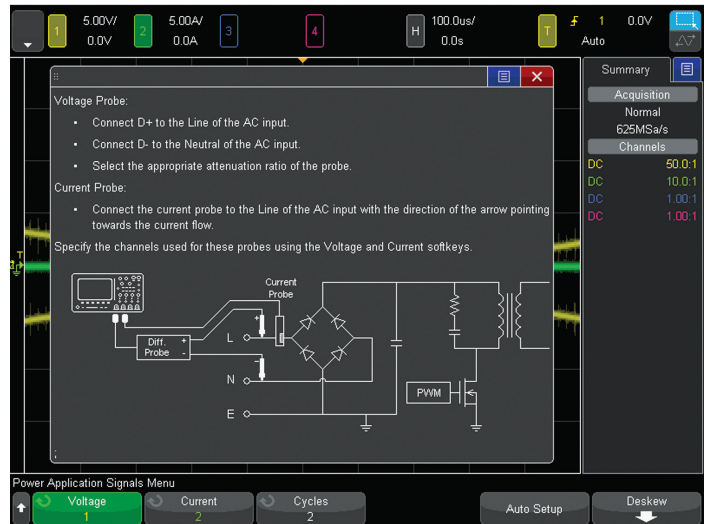 5.00V/
5.00A/
100.0us/
1
0.0V
1
0.0V
2
0.0A
3
4
H
0.0s
T
Auto
Summary
Acquisition
Normal
625MSa/s
Channels
DC 50.0:1
DC 10.0:1
DC 1.00:1
DC 1.00:1
Voltage Probe:
• Connect D+ to the Line of the AC input.
• Connect D- to the Neutral of the AC input.
• Select the appropriate attenuation ratio of the probe.
Current Probe:
• Connect the current probe to the Line of the AC input with the direction of the arrow pointing
towards the current flow.
Specify the channels used for these probes using the Voltage and Current softkeys.
T
Current
Probe
+
L
Diff. +
Probe -
-
N
PWM
E
;
Power Application Signals Menu
Voltage
1
Current
2
Cycles
2
Auto Setup
Deskew